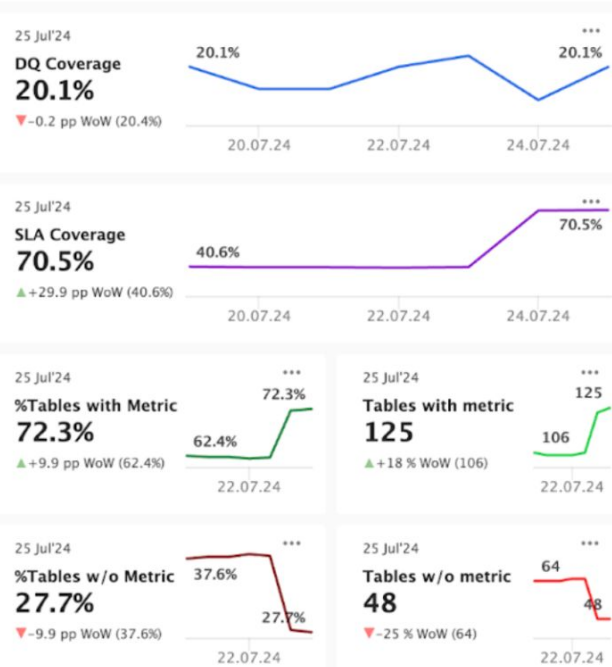 25 Jul'24
DQ Coverage
20.1%
▼-0.2 pp WoW (20.4%)
20.1%
20.1%
20.07.24 22.07.24 24.07.24
25 Jul'24
SLA Coverage
70.5%
▲+29.9 pp WoW (40.6%)
40.6%
70.5%
20.07.24 22.07.24 24.07.24
25 Jul'24
%Tables with Metric
72.3%
▲+9.9 pp WoW (62.4%)
62.4%
72.3%
22.07.24
25 Jul'24
Tables with metric
125
▲+18 % WoW (106)
106
125
22.07.24
25 Jul'24
%Tables w/o Metric
27.7%
▼-9.9 pp WoW (37.6%)
37.6%
27.7%
22.07.24
25 Jul'24
Tables w/o metric
48
▼-25 % WoW (64)
64
48
22.07.24